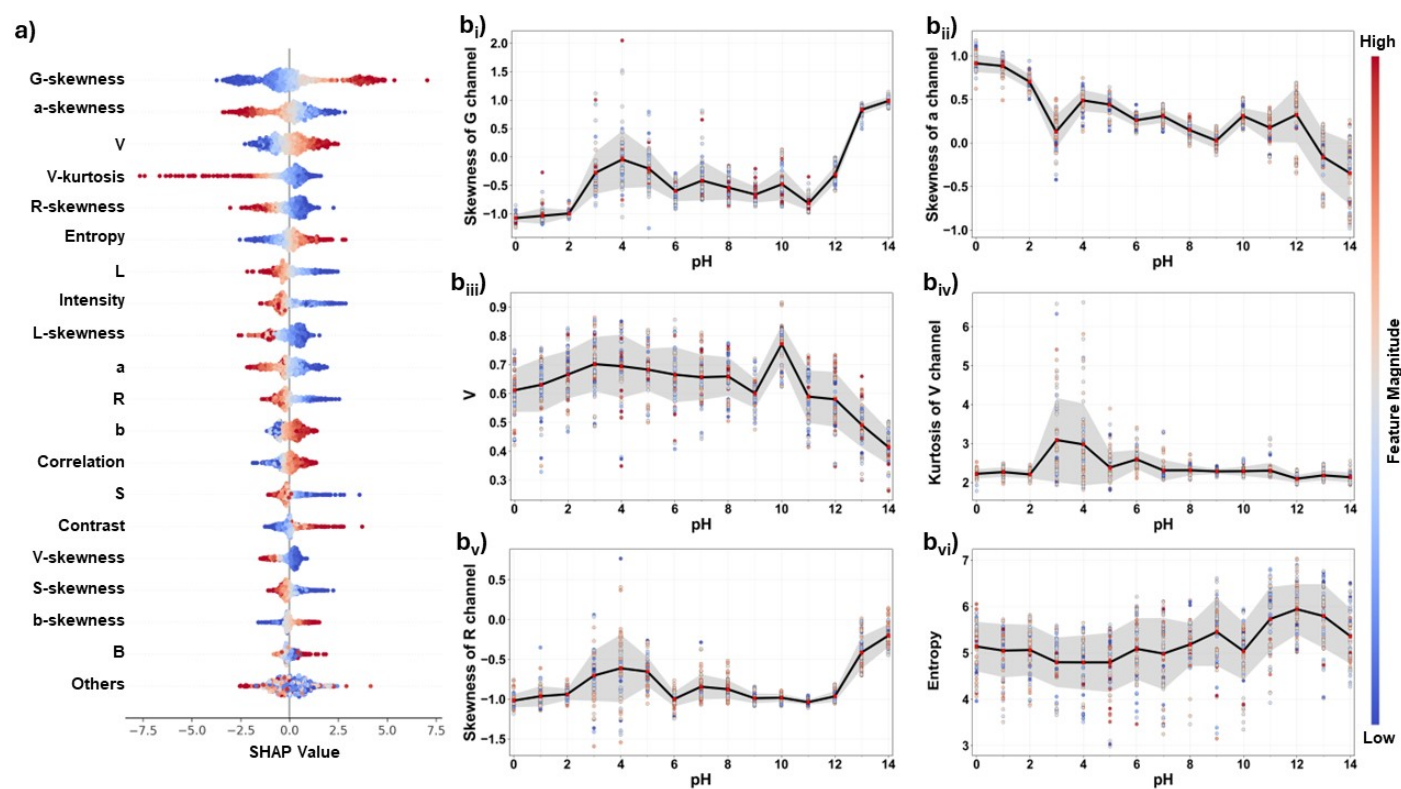 a)
G-skewness
a-skewness
V
V-kurtosis
R-skewness
Entropy
L
Intensity
L-skewness
a
R
b
Correlation
S
Contrast
V-skewness
S-skewness
b-skewness
B
Others
−7.5 −5.0 −2.5 0.0 2.5 5.0 7.5
SHAP Value
bi)
Skewness of G channel
2.0
1.5
1.0
0.5
0.0
−0.5
−1.0
0 2 4 6 8 10 12 14
pH
bii)
Skewness of a channel
1.0
0.5
0.0
−0.5
−1.0
0 2 4 6 8 10 12 14
pH
biii)
V
0.9
0.8
0.7
0.6
0.5
0.4
0.3
0 2 4 6 8 10 12 14
pH
biv)
Kurtosis of V channel
6
5
4
3
2
0 2 4 6 8 10 12 14
pH
bv)
Skewness of R channel
0.5
0.0
−0.5
−1.0
−1.5
0 2 4 6 8 10 12 14
pH
bvi)
Entropy
7
6
5
4
3
0 2 4 6 8 10 12 14
pH
High
Feature Magnitude
Low